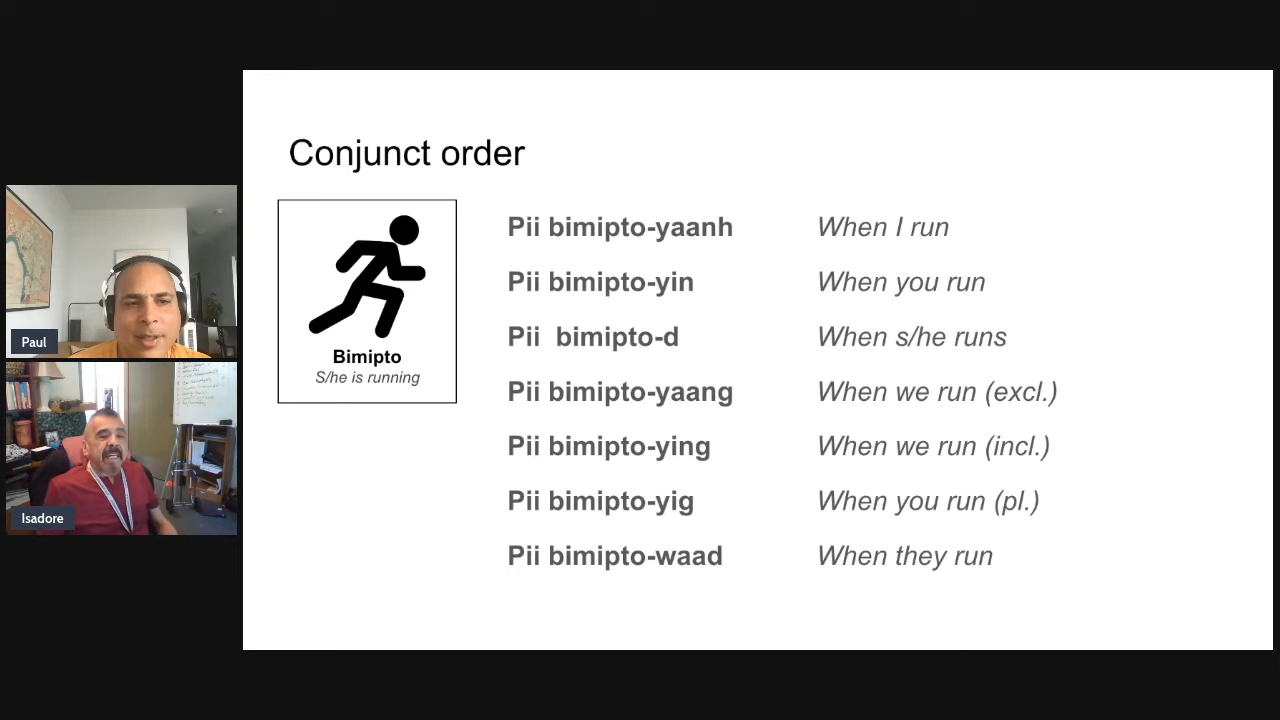 Conjunct order
Bimipto
S/he is running
Pii bimipto-yaanh When I run
Pii bimipto-yin When you run
Pii bimipto-d When s/he runs
Pii bimipto-yaang When we run (excl.)
Pii bimipto-ying When we run (incl.)
Pii bimipto-yig When you run (pl.)
Pii bimipto-waad When they run
Paul
Isadore